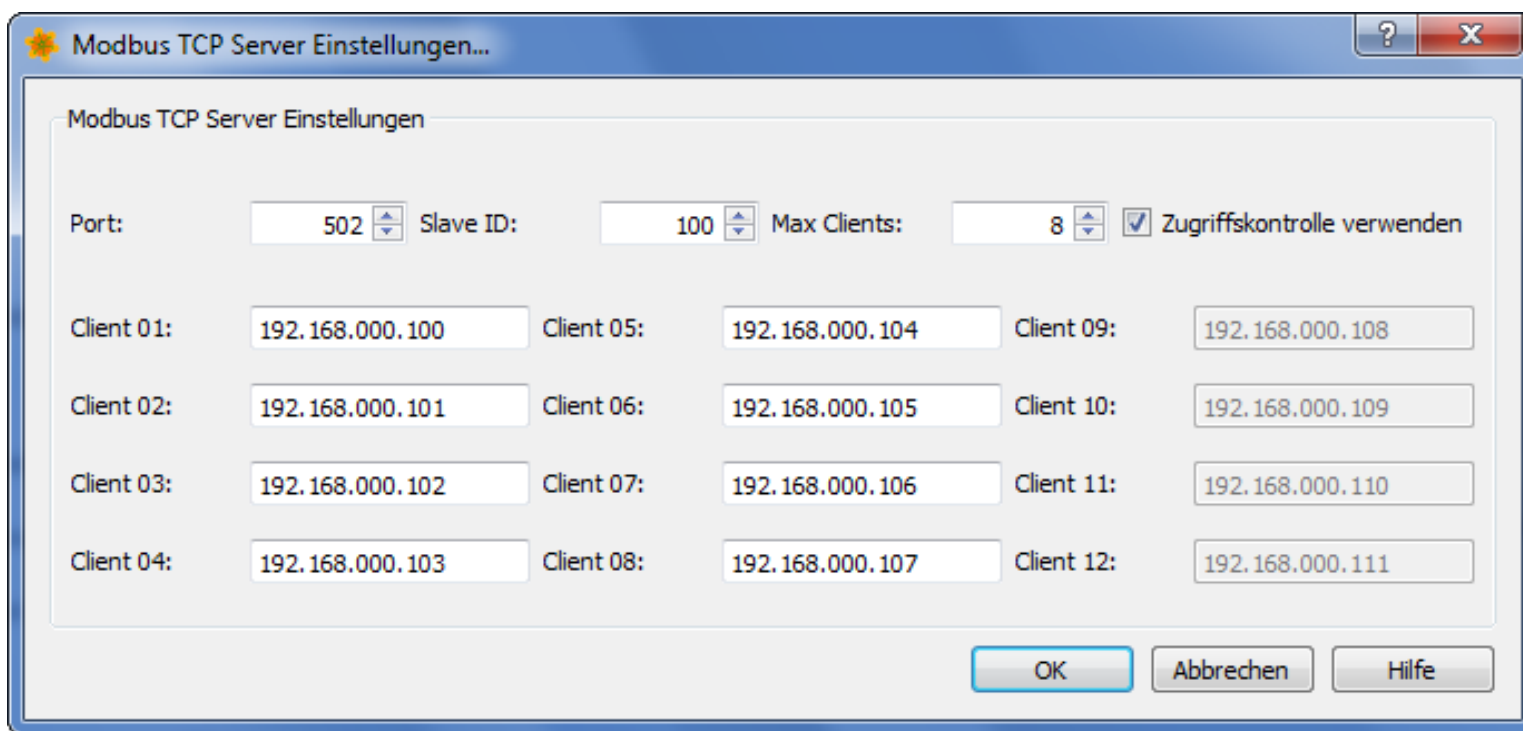 Modbus TCP Server Einstellungen...
Modbus TCP Server Einstellungen
Port: 502 Slave ID: 100 Max Clients: 8 Zugriffskontrolle verwenden
Client 01: 192.168.000.100 Client 05: 192.168.000.104 Client 09: 192.168.000.108
Client 02: 192.168.000.101 Client 06: 192.168.000.105 Client 10: 192.168.000.109
Client 03: 192.168.000.102 Client 07: 192.168.000.106 Client 11: 192.168.000.110
Client 04: 192.168.000.103 Client 08: 192.168.000.107 Client 12: 192.168.000.111
OK Abbrechen Hilfe